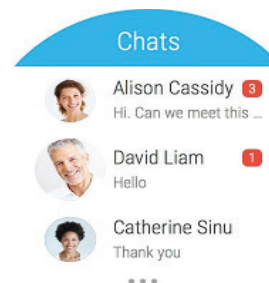 Chats
Alison Cassidy 3
Hi. Can we meet this ...
David Liam 1
Hello
Catherine Sinu
Thank you